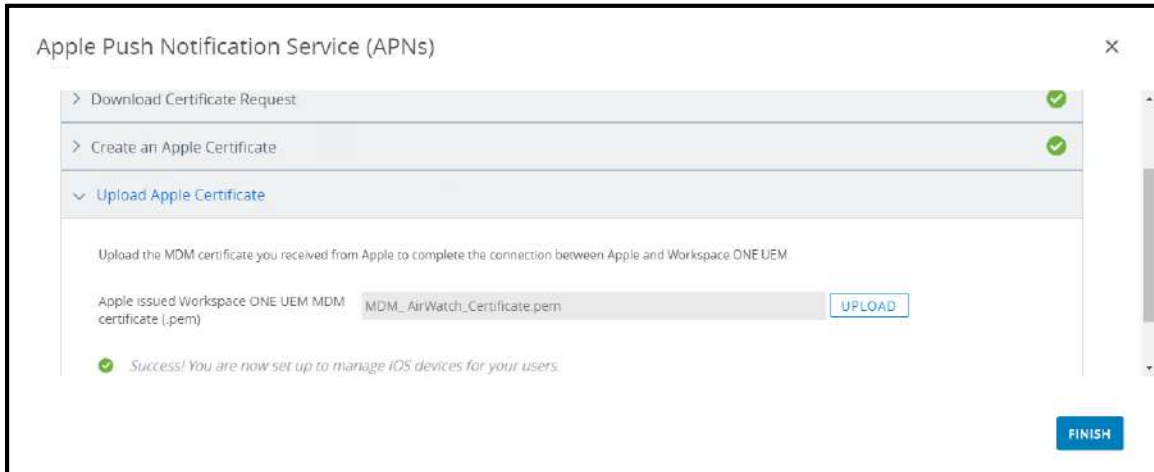 Apple Push Notification Service (APNs)
Download Certificate Request
Create an Apple Certificate
Upload Apple Certificate
Upload the MDM certificate you received from Apple to complete the connection between Apple and Workspace ONE UEM
Apple Issued Workspace ONE UEM MDM
certificate (.pem)
MDM_ AirWatch_Certificate.pem
UPLOAD
Success! You are now set up to manage iOS devices for your users.
FINISH